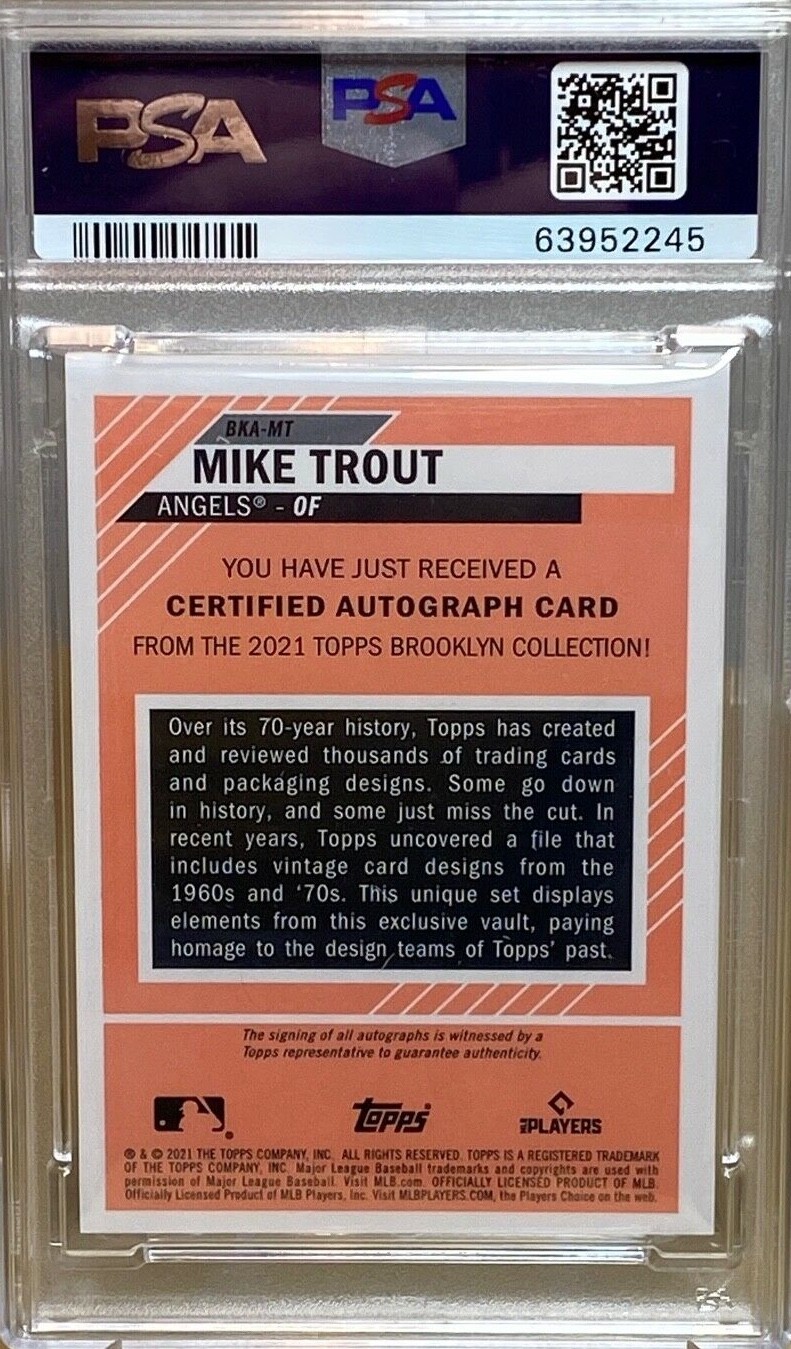 PSA
PSA
63952245
BKA-MT
MIKE TROUT
ANGELS® - OF
YOU HAVE JUST RECEIVED A
CERTIFIED AUTOGRAPH CARD
FROM THE 2021 TOPPS BROOKLYN COLLECTION!
Over its 70-year history, Topps has created
and reviewed thousands of trading cards
and packaging designs. Some go down
in history, and some just miss the cut. In
recent years, Topps uncovered a file that
includes vintage card designs from the
1960s and '70s. This unique set displays
elements from this exclusive vault, paying
homage to the design teams of Topps' past.
The signing of all autographs is witnessed by a
Topps representative to guarantee authenticity.
Topps
MLB PLAYERS
® & © 2021 THE TOPPS COMPANY, INC. ALL RIGHTS RESERVED. TOPPS IS A REGISTERED TRADEMARK
OF THE TOPPS COMPANY, INC. Major League Baseball trademarks and copyrights are used with
permission of Major League Baseball. Visit MLB.com. OFFICIALLY LICENSED PRODUCT OF MLB
Officially Licensed Product of MLB Players, Inc. Visit MLBPLAYERS.COM, the Players Choice on the web.
PSA